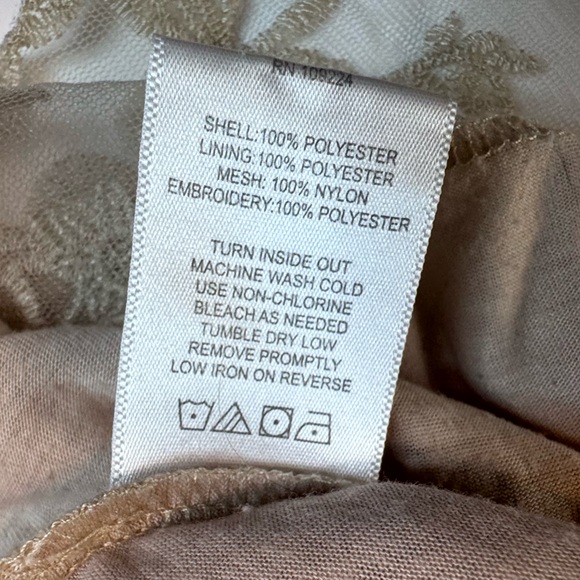 RN 109224
SHELL:100% POLYESTER
LINING:100% POLYESTER
MESH: 100% NYLON
EMBROIDERY:100% POLYESTER
TURN INSIDE OUT
MACHINE WASH COLD
USE NON-CHLORINE
BLEACH AS NEEDED
TUMBLE DRY LOW
REMOVE PROMPTLY
LOW IRON ON REVERSE